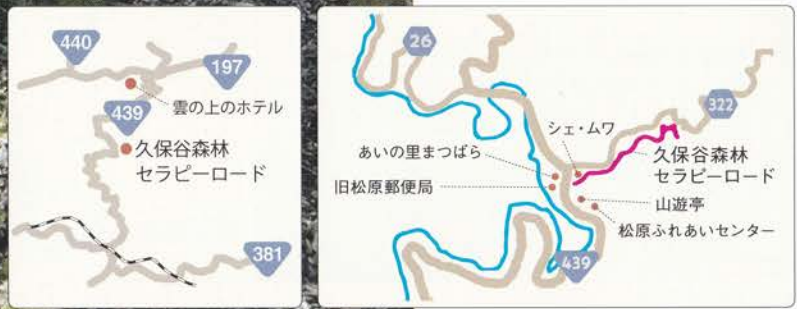 440
197
雲の上のホテル
439
久保谷森林
セラピーロード
381
26
322
シェ・ムワ
あいの里まつばら
久保谷森林
セラピーロード
旧松原郵便局
山遊亭
松原ふれあいセンター
439